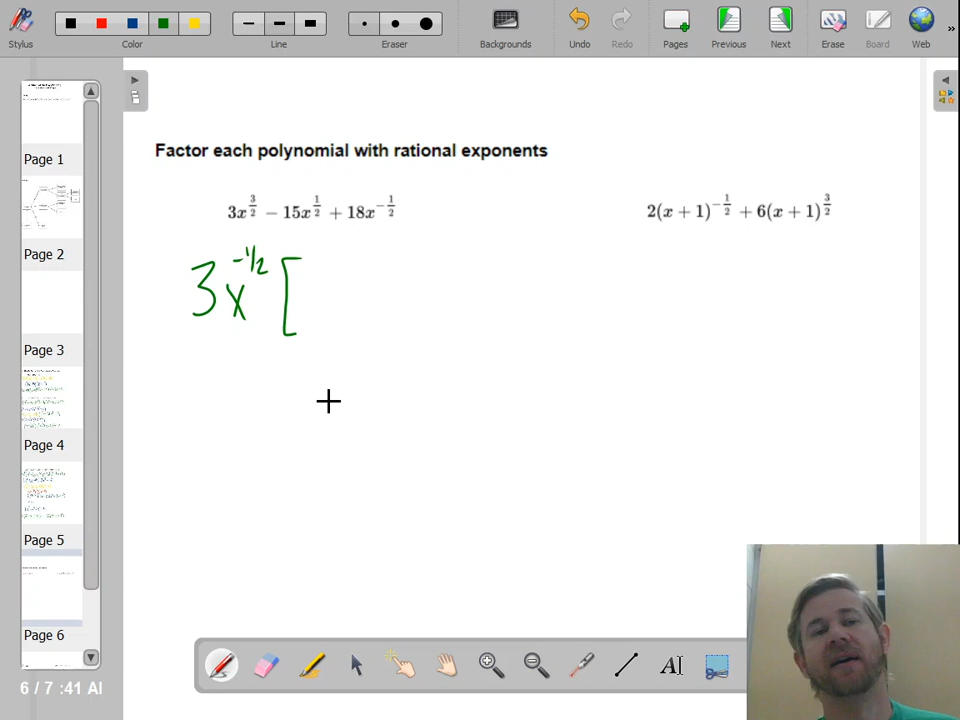 Stylus Color Line Eraser Backgrounds Undo Redo Pages Previous Next Erase Board Web »
Page 1
Page 2
Page 3
Page 4
Page 5
Page 6
6 / 7 :41 AI
Factor each polynomial with rational exponents
3x^{3/2} − 15x^{1/2} + 18x^{−1/2}
2(x + 1)^{−1/2} + 6(x + 1)^{3/2}
3x^{-1/2} [
A